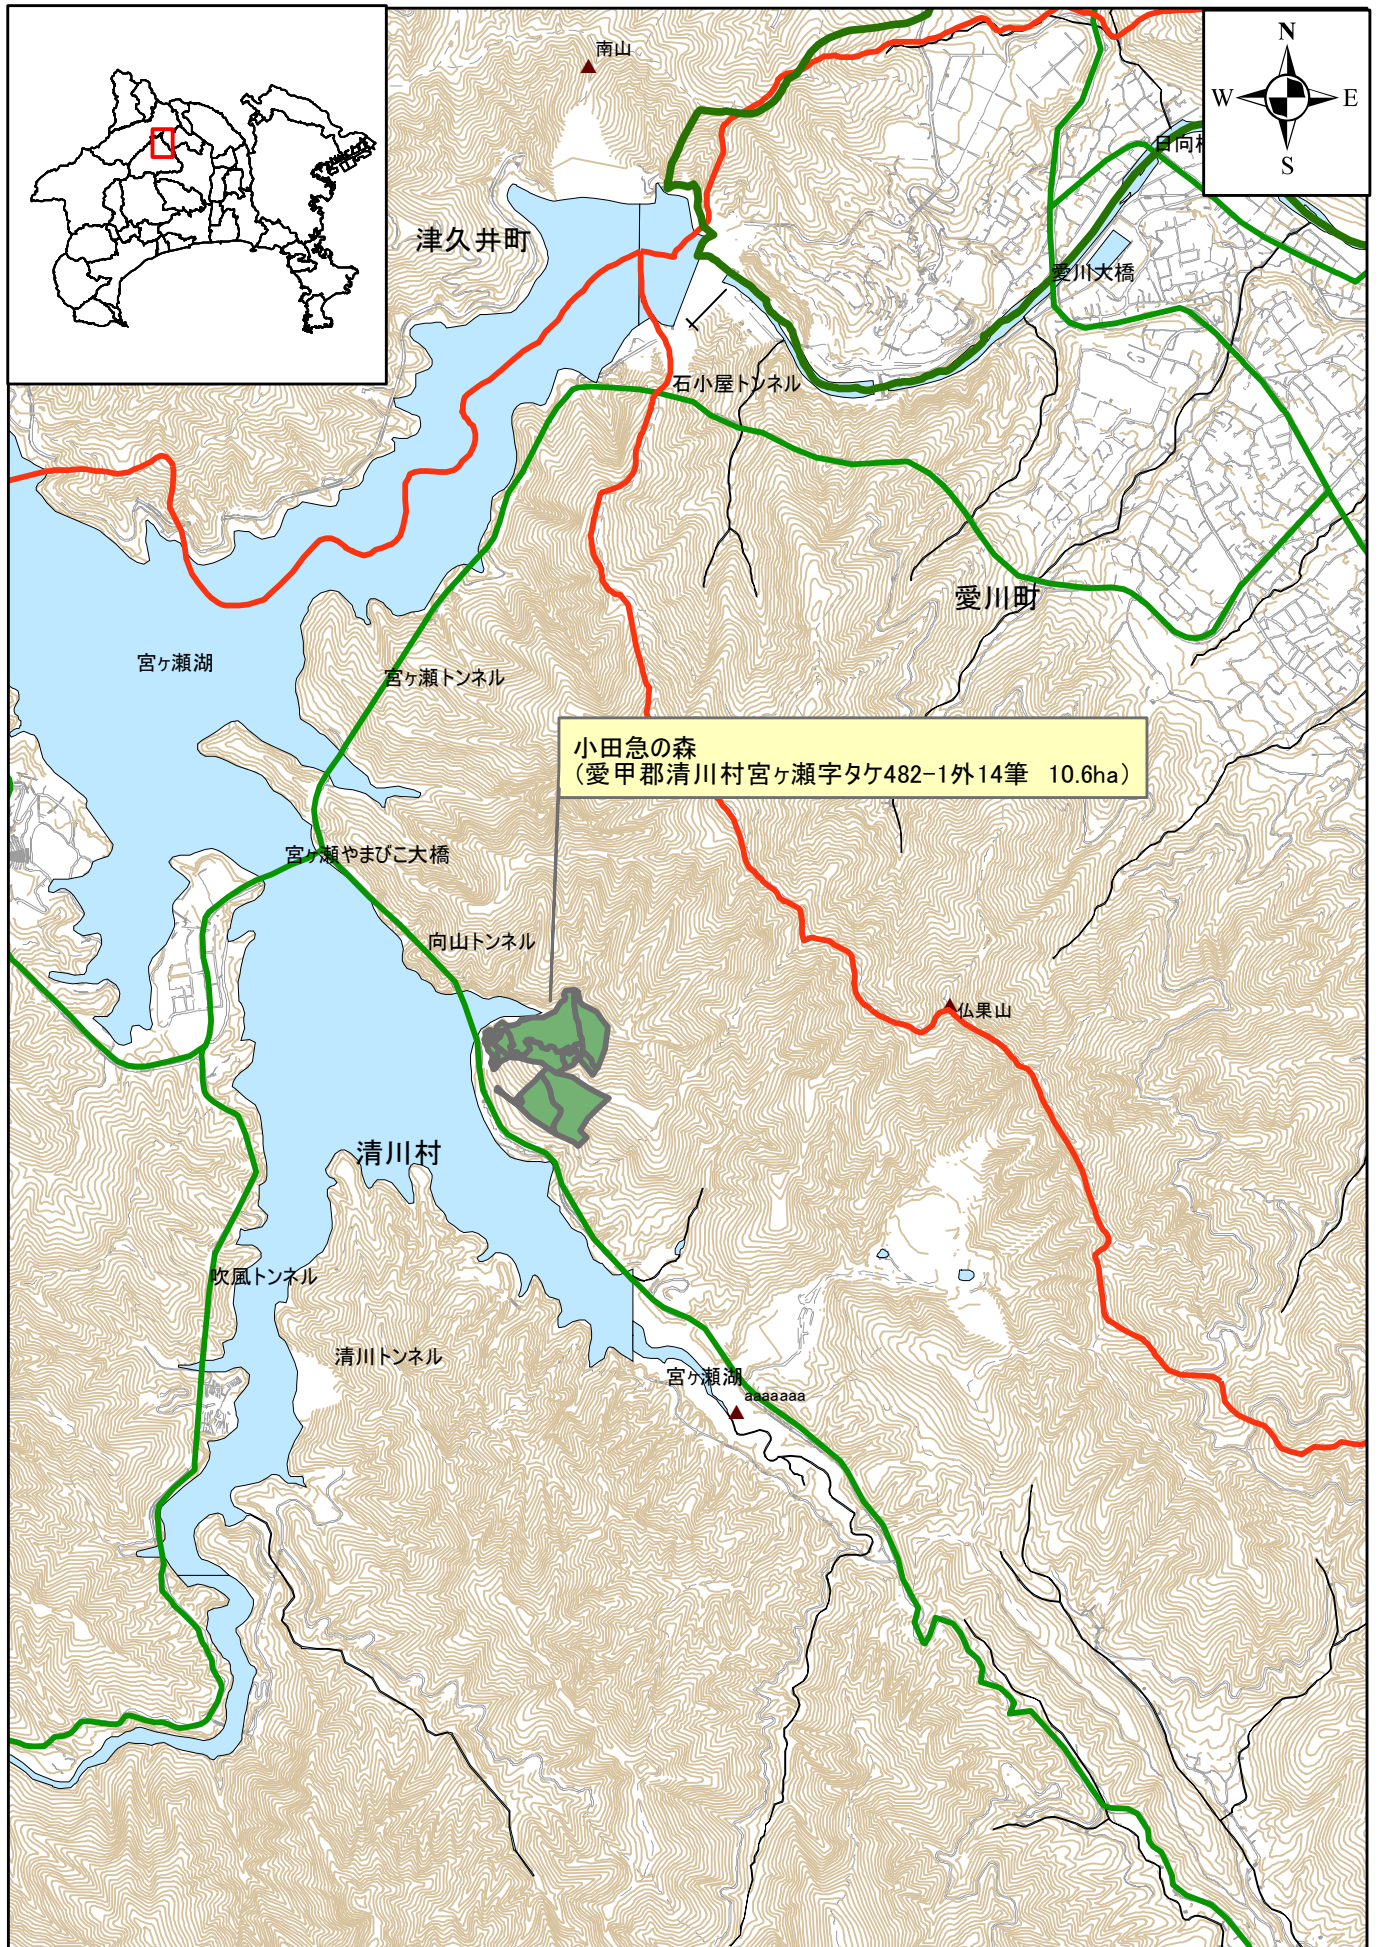 南山
N
W
E
S
日向
津久井町
愛川大橋
石小屋トンネル
愛川町
宮ヶ瀬湖
宮ヶ瀬トンネル
小田急の森
（愛甲郡清川村宮ヶ瀬字タケ482-1外14筆　10.6ha）
宮ヶ瀬やまびこ大橋
向山トンネル
仏果山
清川村
吹風トンネル
清川トンネル
宮ヶ瀬湖
aaaaaaa